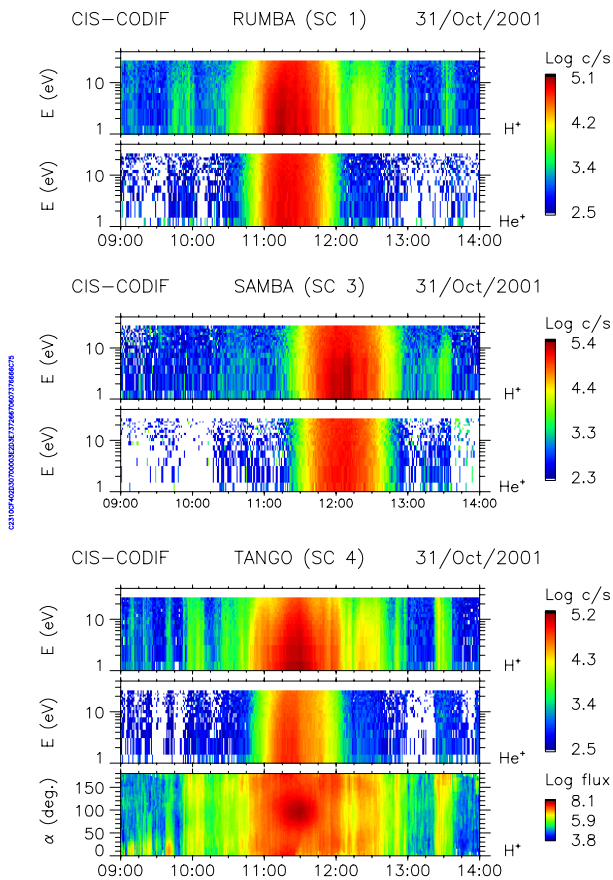 CIS−CODIF RUMBA (SC 1) 31/Oct/2001
Log c/s
5.1
4.2
3.4
2.5
E (eV)
10
1
H+
E (eV)
10
1
He+
09:00 10:00 11:00 12:00 13:00 14:00
CIS−CODIF SAMBA (SC 3) 31/Oct/2001
Log c/s
5.4
4.4
3.3
2.3
E (eV)
10
1
H+
E (eV)
10
1
He+
09:00 10:00 11:00 12:00 13:00 14:00
CIS−CODIF TANGO (SC 4) 31/Oct/2001
Log c/s
5.2
4.3
3.4
2.5
E (eV)
10
1
H+
E (eV)
10
1
He+
Log flux
8.1
5.9
3.8
α (deg.)
150
100
50
0
H+
09:00 10:00 11:00 12:00 13:00 14:00